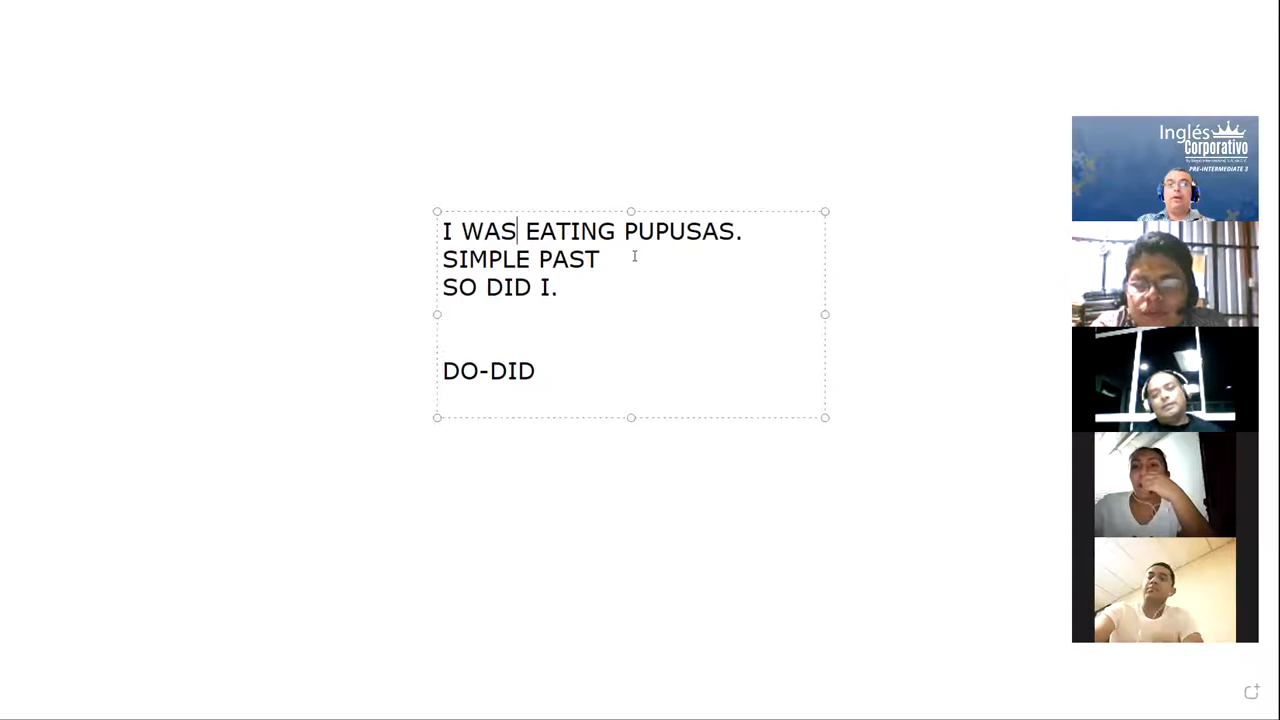 I WAS EATING PUPUSAS.
SIMPLE PAST
SO DID I.
DO-DID
Inglés
Corporativo
PRE-INTERMEDIATE 3